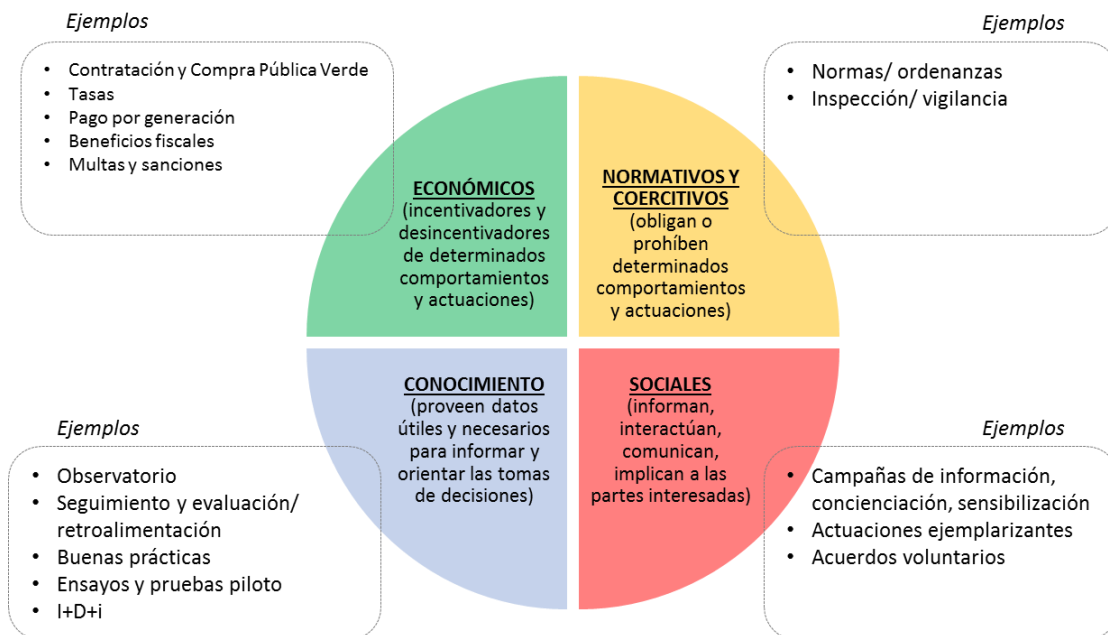 Ejemplos
• Contratación y Compra Pública Verde
• Tasas
• Pago por generación
• Beneficios fiscales
• Multas y sanciones
Ejemplos
• Normas/ ordenanzas
• Inspección/ vigilancia
ECONÓMICOS
(incentivadores y
desincentivadores
de determinados
comportamientos
y actuaciones)
NORMATIVOS Y
COERCITIVOS
(obligan o
prohíben
determinados
comportamientos
y actuaciones)
CONOCIMIENTO
(proveen datos
útiles y necesarios
para informar y
orientar las tomas
de decisiones)
SOCIALES
(informan,
interactúan,
comunican,
implican a las
partes interesadas)
Ejemplos
• Observatorio
• Seguimiento y evaluación/
retroalimentación
• Buenas prácticas
• Ensayos y pruebas piloto
• I+D+i
Ejemplos
• Campañas de información,
concienciación, sensibilización
• Actuaciones ejemplarizantes
• Acuerdos voluntarios